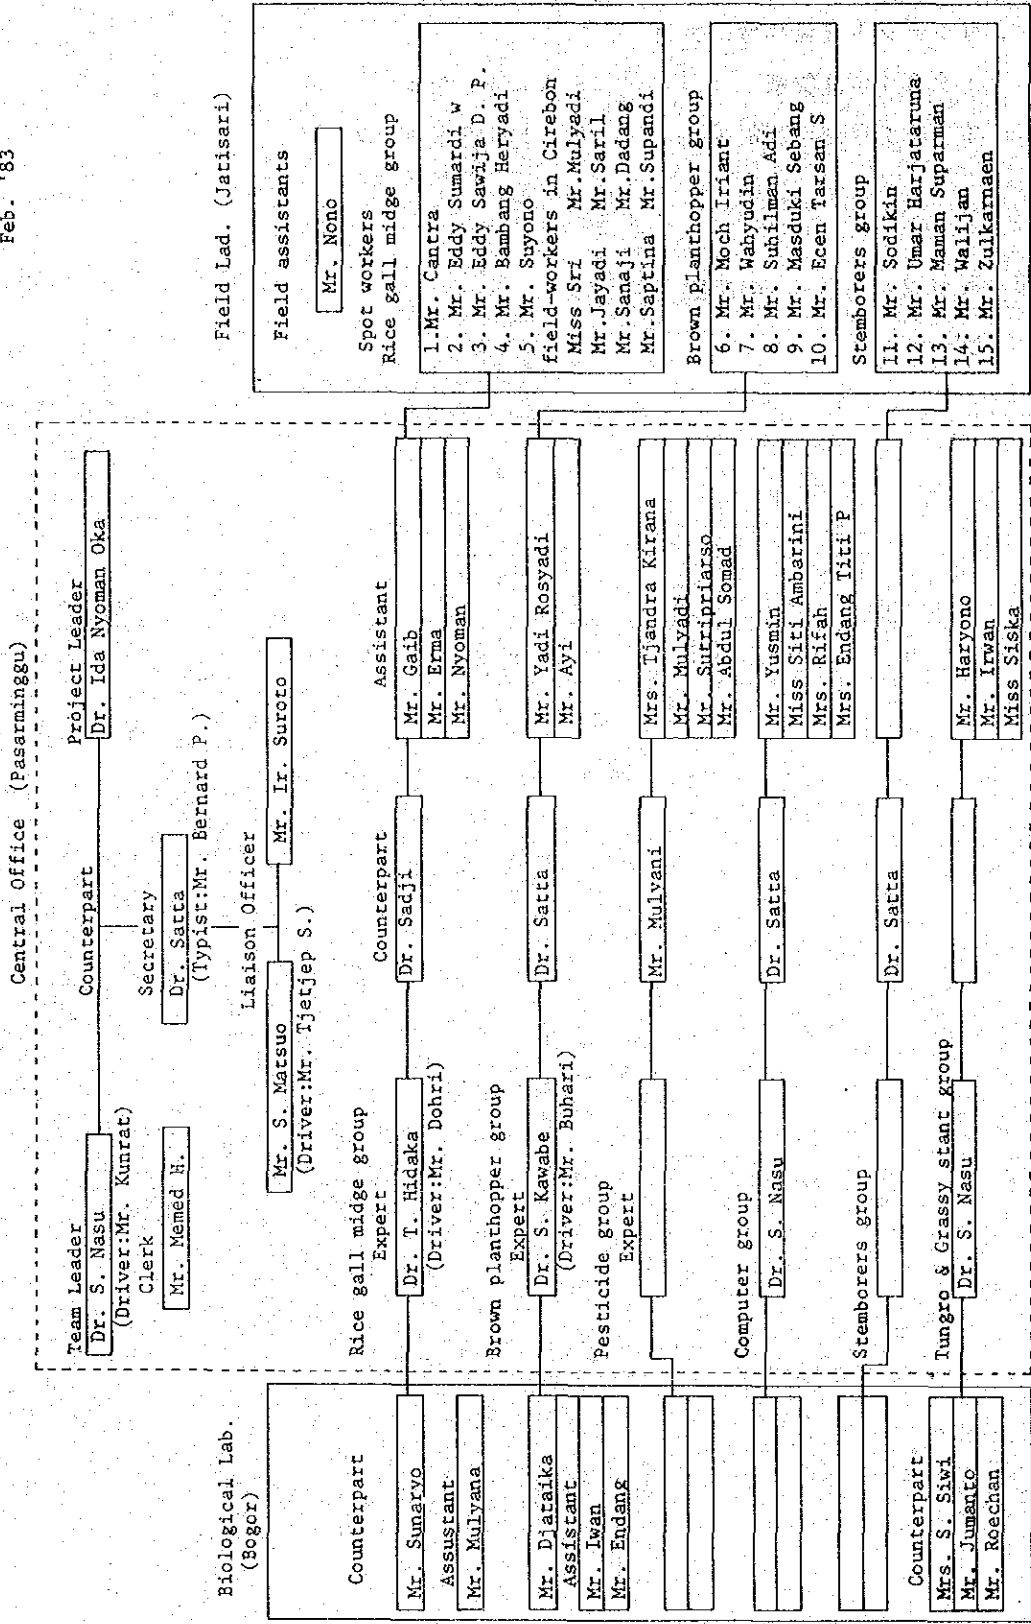 Feb. '83
Central Office (Pasarminggu)
Team Leader
Dr. S. Nasu
(Driver:Mr. Kunrat)
Clerk
Mr. Memed H.
Counterpart
Project Leader
Dr. Ida Nyoman Oka
Secretary
Dr. Satta
(Typist:Mr. Bernard P.)
Liaison Officer
Mr. S. Matsuo
Mr. Ir. Suroto
(Driver:Mr. Tjetjep S.)
Biological Lab.
(Bogor)
Counterpart
Mr. Sunaryo
Assustant
Mr. Mulyana
Mr. Djataika
Assistant
Mr. Iwan
Mr. Endang
Counterpart
Mrs. S. Siwi
Mr. Jumanto
Mr. Roechan
Rice gall midge group
Expert
Counterpart
Assistant
Dr. T. Hidaka
(Driver:Mr. Dohri)
Dr. Sadji
Mr. Gaib
Mr. Erma
Mr. Nyoman
Brown planthopper group
Expert
Dr. S. Kawabe
(Driver:Mr. Buhari)
Dr. Satta
Mr. Yadi Rosyadi
Mr. Ayi
Pesticide group
Expert
Mr. Mulvani
Mrs. Tjandra Kirana
Mr. Mulyadi
Mr. Sutripriarso
Mr. Abdul Somad
Computer group
Dr. S. Nasu
Dr. Satta
Mr. Yusmin
Miss Siti Ambarini
Mrs. Rifah
Mrs. Endang Titi P
Stemborers group
Dr. Satta
Tungro & Grassy stant group
Dr. S. Nasu
Mr. Haryono
Mr. Irwan
Miss Siska
Field Lad. (Jatisari)
Field assistants
Mr. Nono
Spot workers
Rice gall midge group
1.Mr. Cantra
2. Mr. Eddy Sumardi w
3. Mr. Eddy Sawija D. P.
4. Mr. Bambang Heryadi
5. Mr. Suyono
field-workers in Cirebon
Miss Sri Mr.Mulyadi
Mr.Jayadi Mr.Saril
Mr.Sanaji Mr.Dadang
Mr.Saptina Mr.Supandi
Brown planthopper group
6. Mr. Moch Iriant
7. Mr. Wahyudin
8. Mr. Suhilman Adi
9. Mr. Masduki Sebang
10. Mr. Ecen Tarsan S
Stemborers group
11. Mr. Sodikin
12. Mr. Umar Harjataruna
13. Mr. Maman Suparman
14. Mr. Walijan
15. Mr. Zulkarnaen